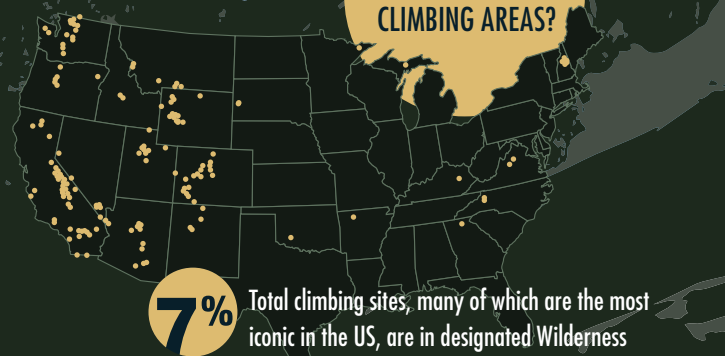 CLIMBING AREAS?
7%
Total climbing sites, many of which are the most
iconic in the US, are in designated Wilderness